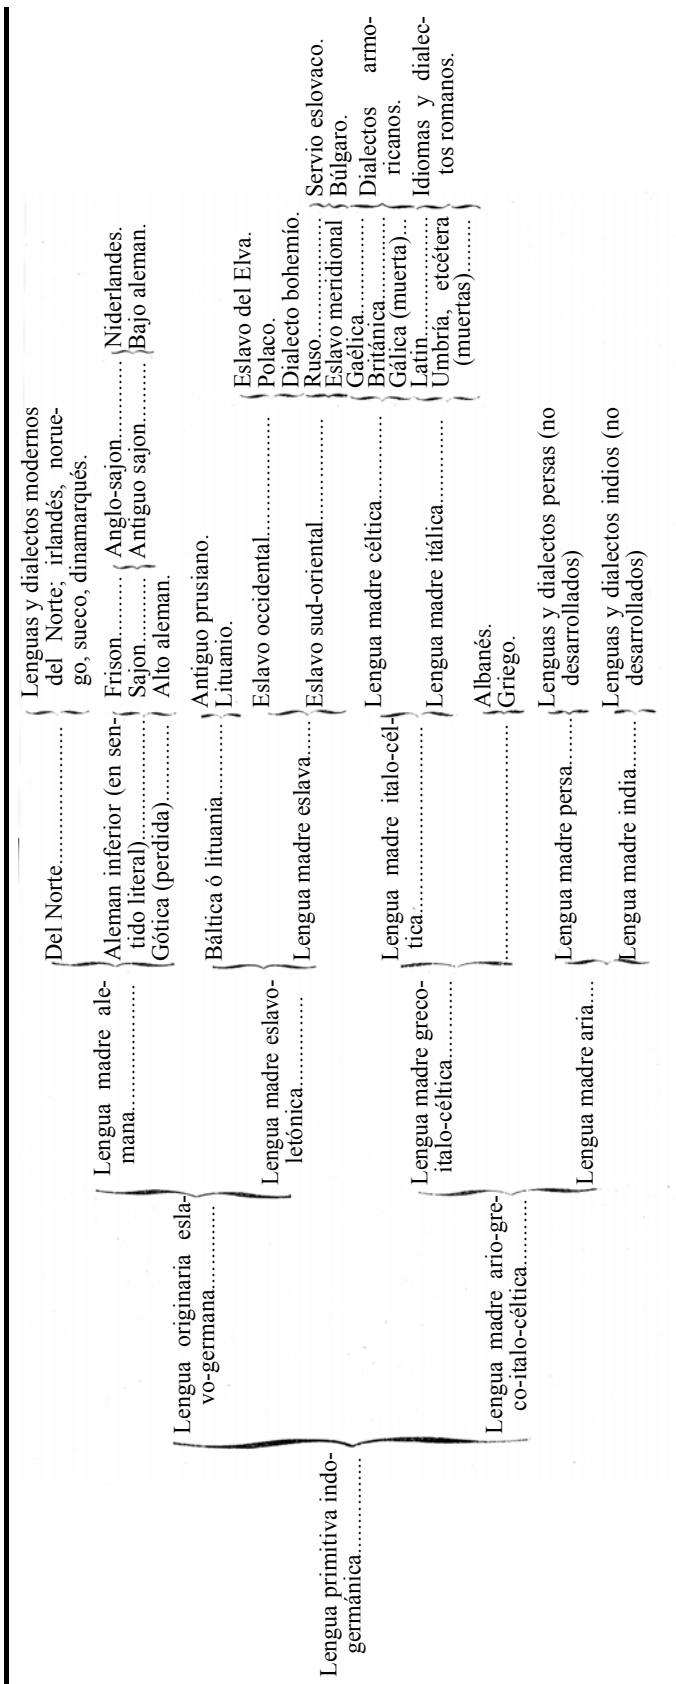 Lengua primitiva indo-
germánica..................
Lengua originaria esla-
vo-germana................
Lengua madre ario-gre-
co-italo-céltica............
Lengua madre ale-
mana....................
Lengua madre eslavo-
letónica................
Lengua madre greco-
italo-céltica.............
Lengua madre aria....
Del Norte......................
Aleman inferior (en sen-
tido literal)..................
Gótica (perdida)............
Báltica ó lituania............
Lengua madre eslava....
Lengua madre italo-cél-
tica..............................
....................................
Lengua madre persa.......
Lengua madre india........
Lenguas y dialectos modernos
del Norte; irlandés, norue-
go, sueco, dinamarqués.
Frison..........
Sajon............
Alto aleman.
Anglo-sajon............
Antiguo sajon..........
Niderlandes.
Bajo aleman.
Antiguo prusiano.
Lituanio.
Eslavo occidental......................
Eslavo sud-oriental...................
Eslavo del Elva.
Polaco.
Dialecto bohemío.
Ruso....................
Eslavo meridional
Servio eslovaco.
Búlgaro.
Lengua madre céltica...............
Gaélica.................
Británica..............
Gálica (muerta)...
Dialectos armo-
ricanos.
Lengua madre itálica...............
Latin....................
Umbría, etcétera
(muertas)........
Idiomas y dialec-
tos romanos.
Albanés.
Griego.
Lenguas y dialectos persas (no
desarrollados)
Lenguas y dialectos indios (no
desarrollados)